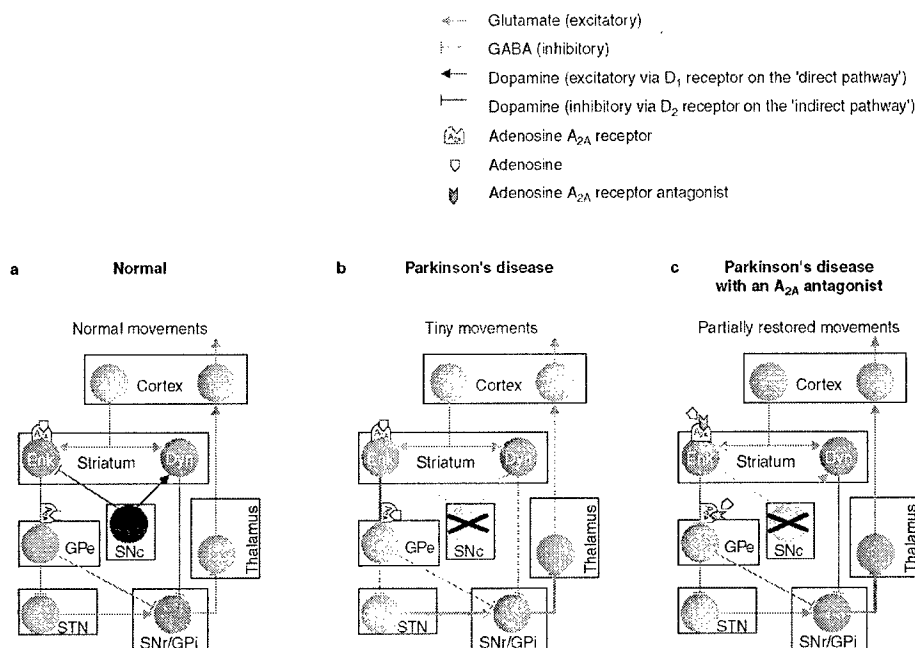 Glutamate (excitatory)
GABA (inhibitory)
Dopamine (excitatory via D1 receptor on the 'direct pathway')
Dopamine (inhibitory via D2 receptor on the 'indirect pathway')
A2A
Adenosine A2A receptor
Adenosine
Adenosine A2A receptor antagonist
a Normal
Normal movements
Cortex
A2A
Enk
Striatum
Dyn
GPe
SNc
Thalamus
STN
SNr/GPi
b Parkinson's disease
Tiny movements
Cortex
A2A
Enk
Striatum
Dyn
GPe
SNc
Thalamus
STN
SNr/GPi
c Parkinson's disease
with an A2A antagonist
Partially restored movements
Cortex
A2A
Enk
Striatum
Dyn
GPe
SNc
Thalamus
STN
SNr/GPi